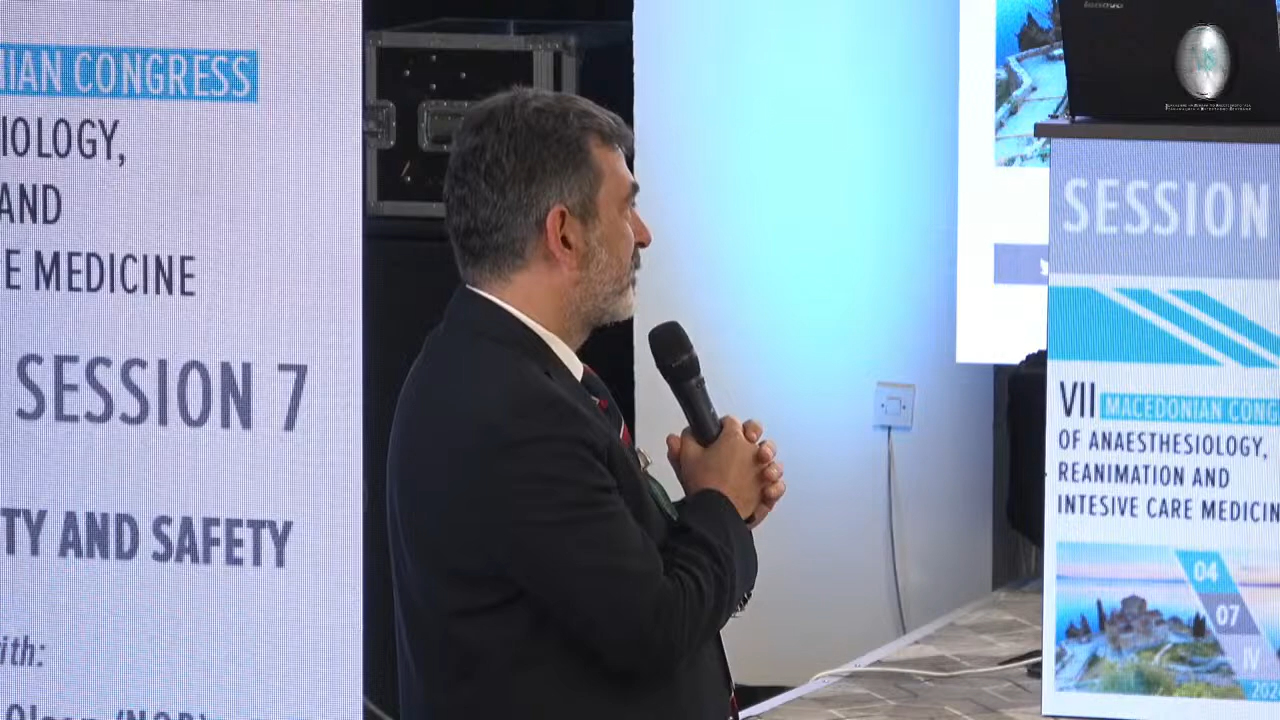 IAN CONGRESS
IOLOGY,
AND
E MEDICINE
SESSION 7
TY AND SAFETY
ith:
lenovo
SESSION
VII MACEDONIAN CONG
OF ANAESTHESIOLOGY,
REANIMATION AND
INTESIVE CARE MEDICIN
04
07
IV
202